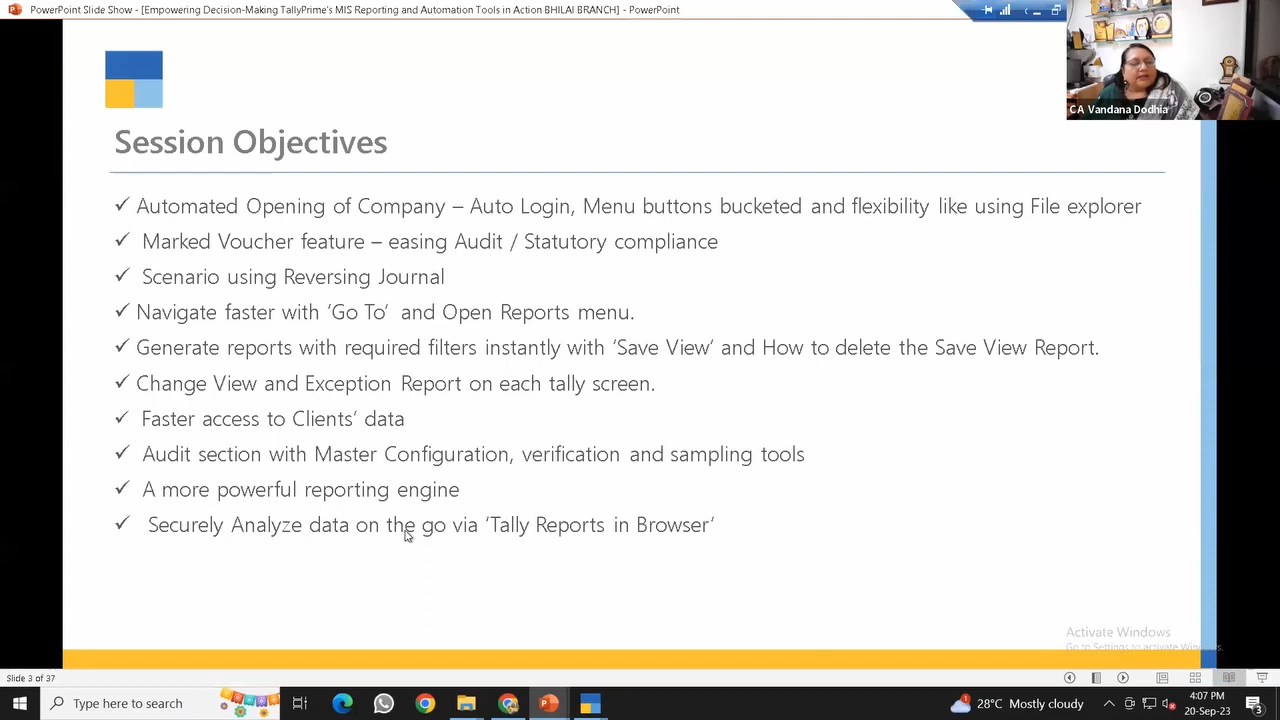 PowerPoint Slide Show - [Empowering Decision-Making TallyPrime's MIS Reporting and Automation Tools in Action BHILAI BRANCH] - PowerPoint
CA Vandana Dodhia
Session Objectives
✓ Automated Opening of Company – Auto Login, Menu buttons bucketed and flexibility like using File explorer
✓ Marked Voucher feature – easing Audit / Statutory compliance
✓ Scenario using Reversing Journal
✓ Navigate faster with ‘Go To’ and Open Reports menu.
✓ Generate reports with required filters instantly with ‘Save View’ and How to delete the Save View Report.
✓ Change View and Exception Report on each tally screen.
✓ Faster access to Clients’ data
✓ Audit section with Master Configuration, verification and sampling tools
✓ A more powerful reporting engine
✓ Securely Analyze data on the go via ‘Tally Reports in Browser’
Activate Windows
Go to Settings to activate Windows.
Slide 3 of 37
Type here to search
28°C Mostly cloudy
4:07 PM
20-Sep-23
3